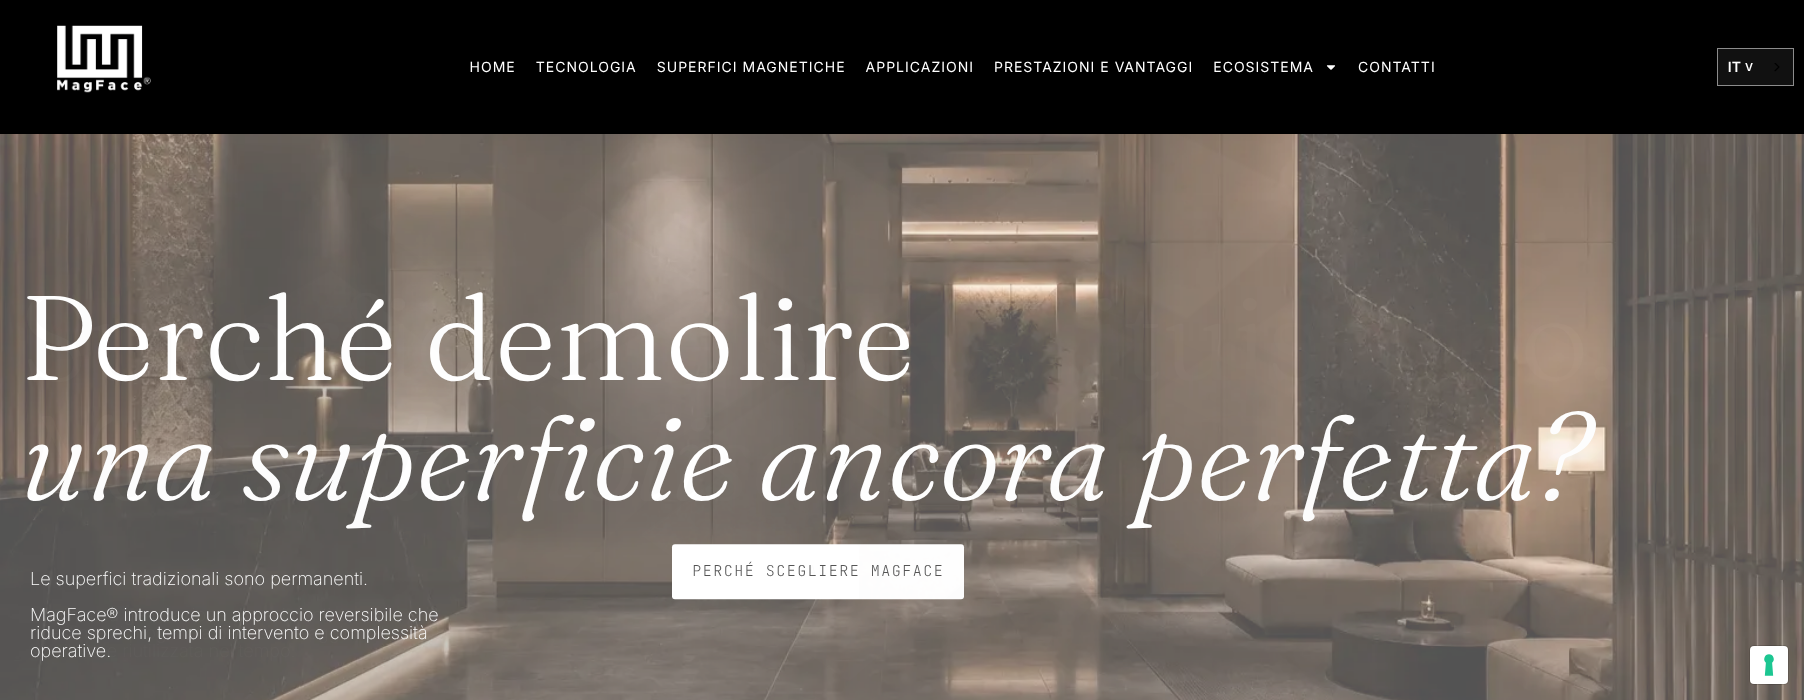 MagFace®
HOME TECNOLOGIA SUPERFICI MAGNETICHE APPLICAZIONI PRESTAZIONI E VANTAGGI ECOSISTEMA CONTATTI
IT v
Perché demolire
una superficie ancora perfetta?
PERCHÉ SCEGLIERE MAGFACE
Le superfici tradizionali sono permanenti.
MagFace® introduce un approccio reversibile che
riduce sprechi, tempi di intervento e complessità
operative.